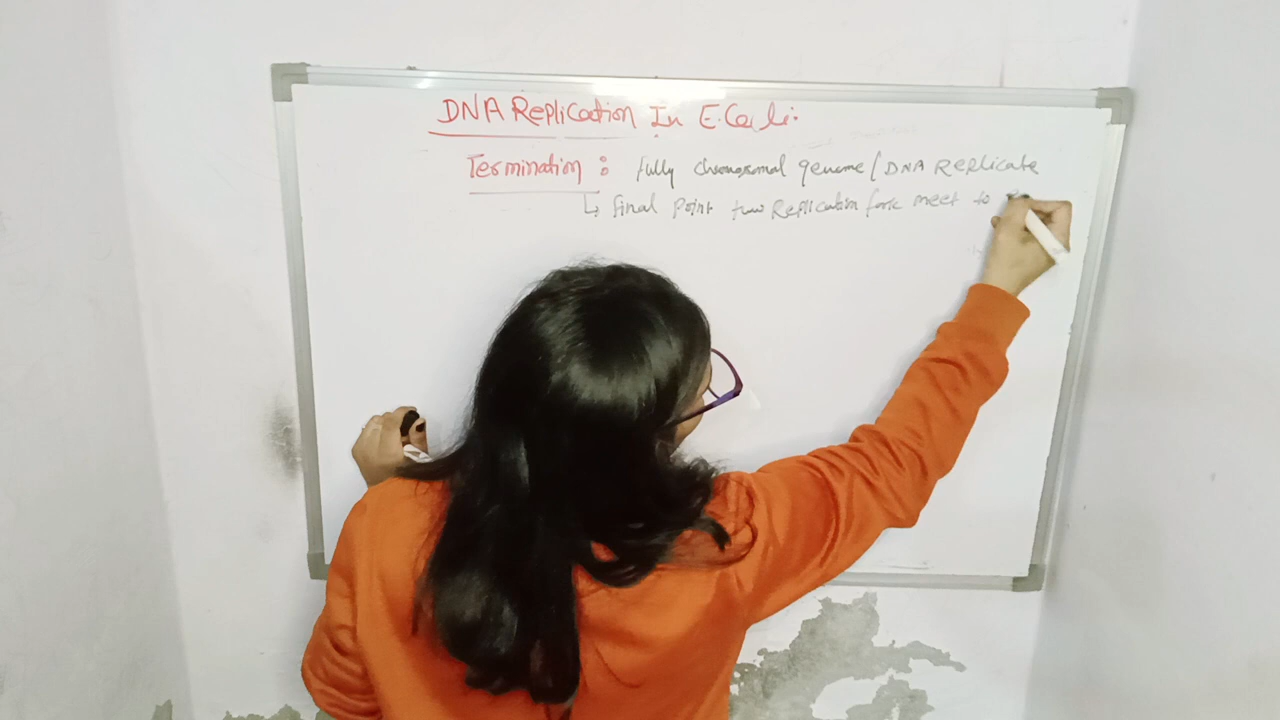 DNA Replication In E. Coli:
Termination: fully chromosomal genome / DNA Replicate
↳ final Point two Replication fork meet to